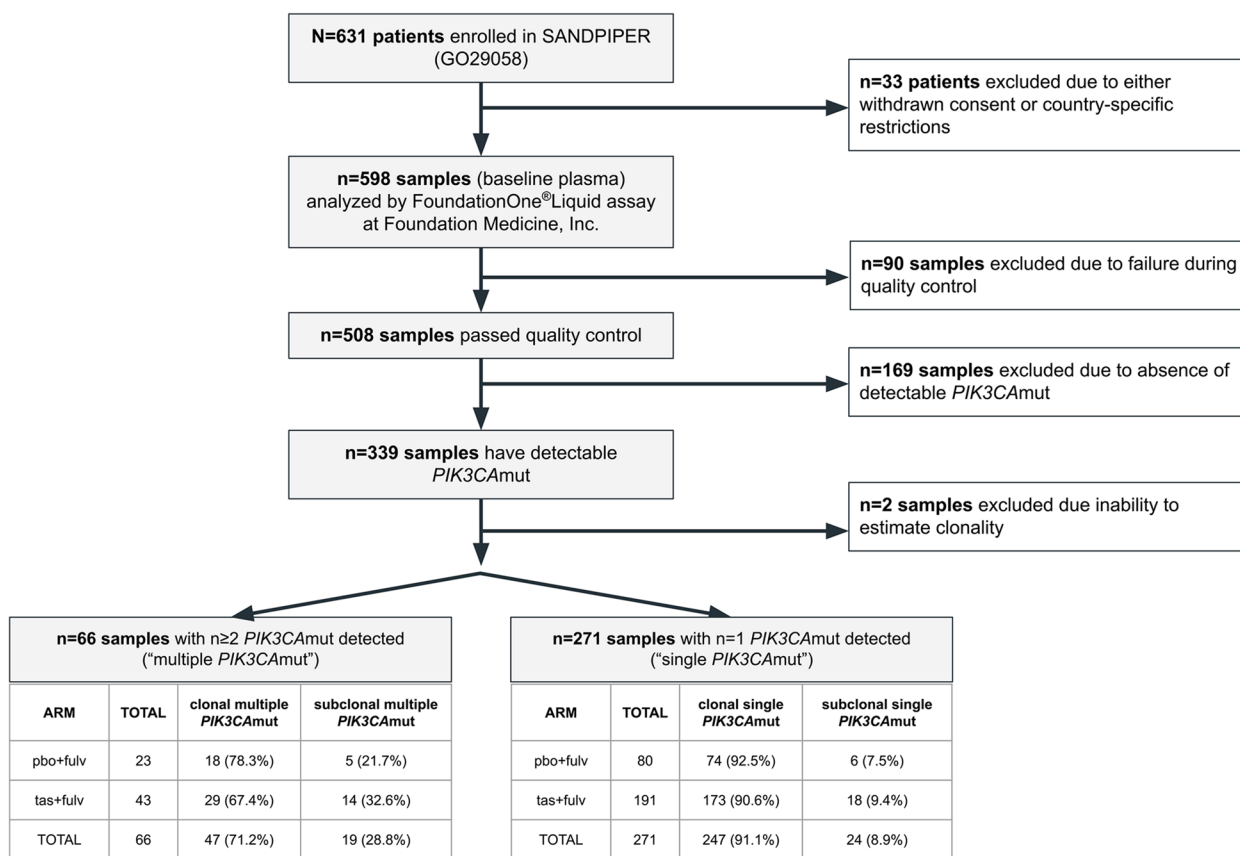 N=631 patients enrolled in SANDPIPER
(GO29058)
n=33 patients excluded due to either
withdrawn consent or country-specific
restrictions
n=598 samples (baseline plasma)
analyzed by FoundationOne®Liquid assay
at Foundation Medicine, Inc.
n=90 samples excluded due to failure during
quality control
n=508 samples passed quality control
n=169 samples excluded due to absence of
detectable PIK3CAmut
n=339 samples have detectable
PIK3CAmut
n=2 samples excluded due inability to
estimate clonality
n=66 samples with n≥2 PIK3CAmut detected
(“multiple PIK3CAmut”)
ARM TOTAL clonal multiple PIK3CAmut subclonal multiple PIK3CAmut
pbo+fulv 23 18 (78.3%) 5 (21.7%)
tas+fulv 43 29 (67.4%) 14 (32.6%)
TOTAL 66 47 (71.2%) 19 (28.8%)
n=271 samples with n=1 PIK3CAmut detected
(“single PIK3CAmut”)
ARM TOTAL clonal single PIK3CAmut subclonal single PIK3CAmut
pbo+fulv 80 74 (92.5%) 6 (7.5%)
tas+fulv 191 173 (90.6%) 18 (9.4%)
TOTAL 271 247 (91.1%) 24 (8.9%)